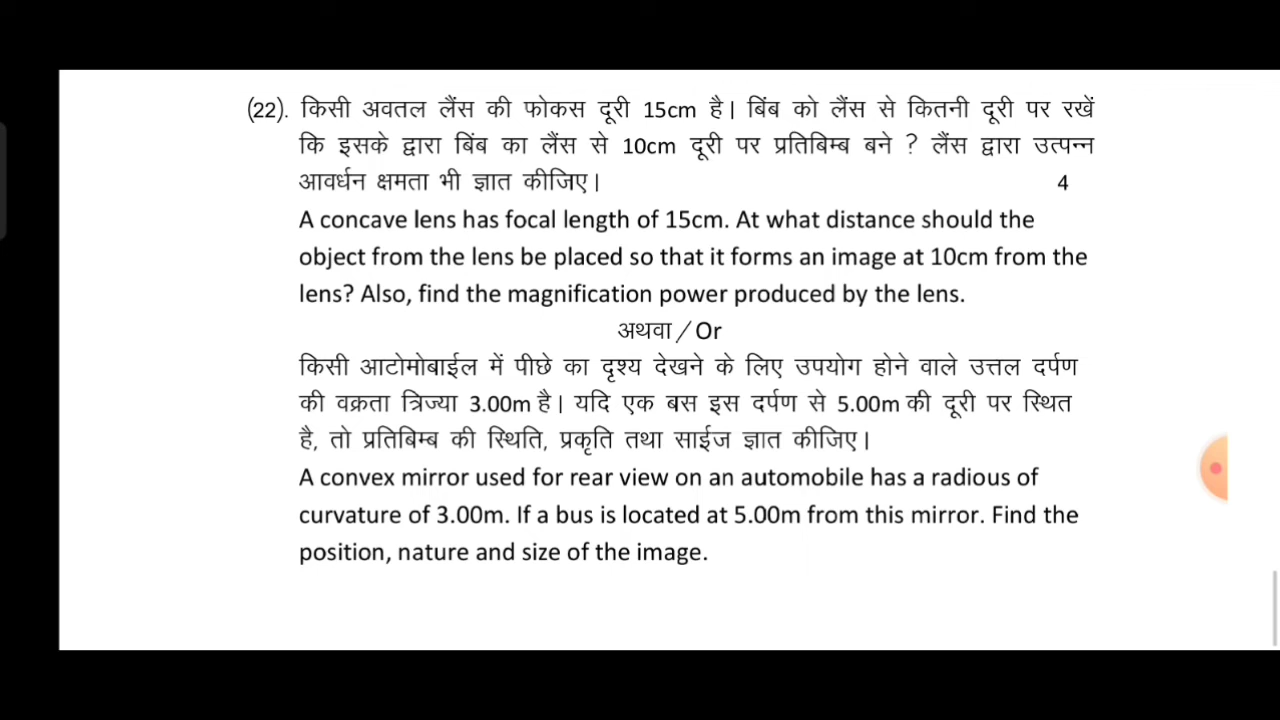 (22). किसी अवतल लैंस की फोकस दूरी 15cm है। बिंब को लैंस से कितनी दूरी पर रखें
कि इसके द्वारा बिंब का लैंस से 10cm दूरी पर प्रतिबिम्ब बने ? लैंस द्वारा उत्पन्न
आवर्धन क्षमता भी ज्ञात कीजिए। 4
A concave lens has focal length of 15cm. At what distance should the
object from the lens be placed so that it forms an image at 10cm from the
lens? Also, find the magnification power produced by the lens.
अथवा/Or
किसी आटोमोबाईल में पीछे का दृश्य देखने के लिए उपयोग होने वाले उत्तल दर्पण
की वक्रता त्रिज्या 3.00m है। यदि एक बस इस दर्पण से 5.00m की दूरी पर स्थित
है, तो प्रतिबिम्ब की स्थिति, प्रकृति तथा साईज ज्ञात कीजिए।
A convex mirror used for rear view on an automobile has a radious of
curvature of 3.00m. If a bus is located at 5.00m from this mirror. Find the
position, nature and size of the image.